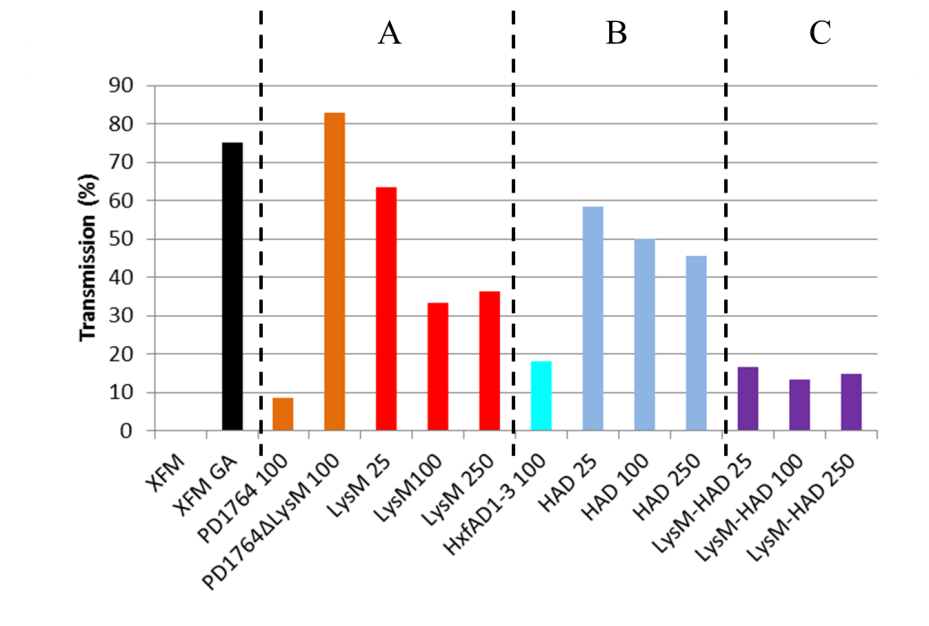 A B C
Transmission (%)
90
80
70
60
50
40
30
20
10
0
XFM
XFM GA
PD1764 100
PD1764ΔLysM 100
LysM 25
LysM100
LysM 250
HxfAD1-3 100
HAD 25
HAD 100
HAD 250
LysM-HAD 25
LysM-HAD 100
LysM-HAD 250